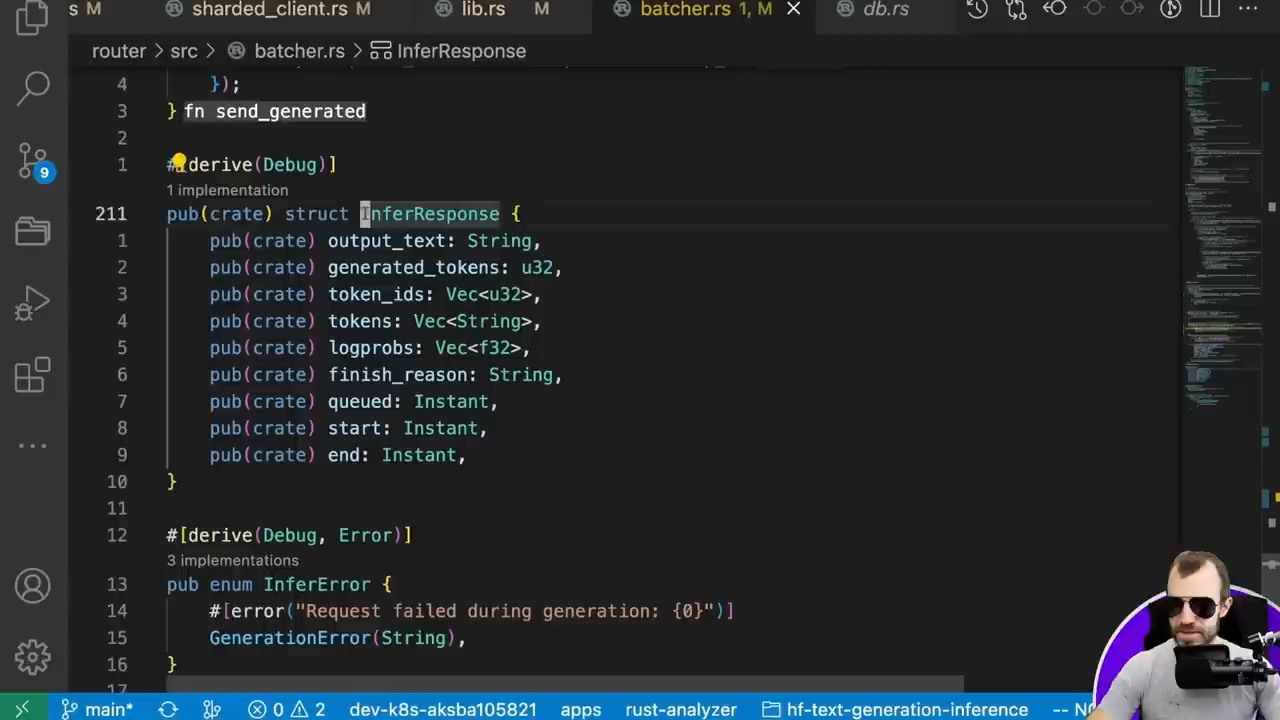 s M sharded_client.rs M lib.rs M batcher.rs 1, M db.rs
router > src > batcher.rs > InferResponse
4 });
3 } fn send_generated
2
1 #[derive(Debug)]
1 implementation
211 pub(crate) struct InferResponse {
1 pub(crate) output_text: String,
2 pub(crate) generated_tokens: u32,
3 pub(crate) token_ids: Vec<u32>,
4 pub(crate) tokens: Vec<String>,
5 pub(crate) logprobs: Vec<f32>,
6 pub(crate) finish_reason: String,
7 pub(crate) queued: Instant,
8 pub(crate) start: Instant,
9 pub(crate) end: Instant,
10 }
11
12 #[derive(Debug, Error)]
3 implementations
13 pub enum InferError {
14 #[error("Request failed during generation: {0}")]
15 GenerationError(String),
16 }
17
9
main* 0 2 dev-k8s-aksba105821 apps rust-analyzer hf-text-generation-inference